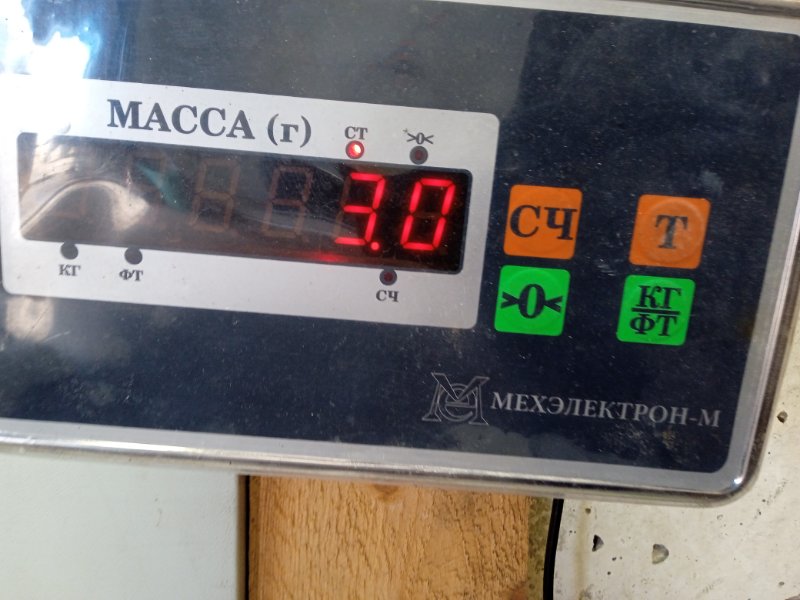 МАССА (г)
СТ >0<
3.0
КГ ФТ СЧ
СЧ Т
>0< КГ
ФТ
МЕХЭЛЕКТРОН-М